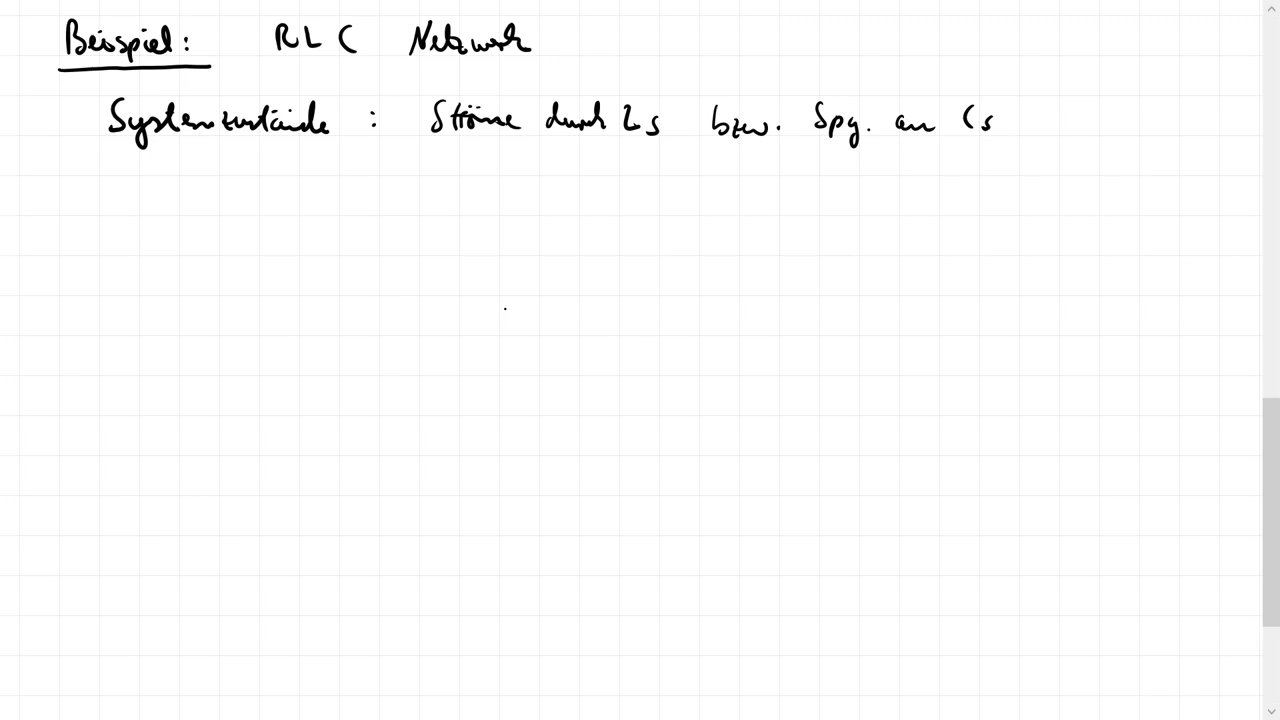 Beispiel: RLC Netzwerk
Systemzustände : Ströme durch Ls bzw. Spg. an Cs